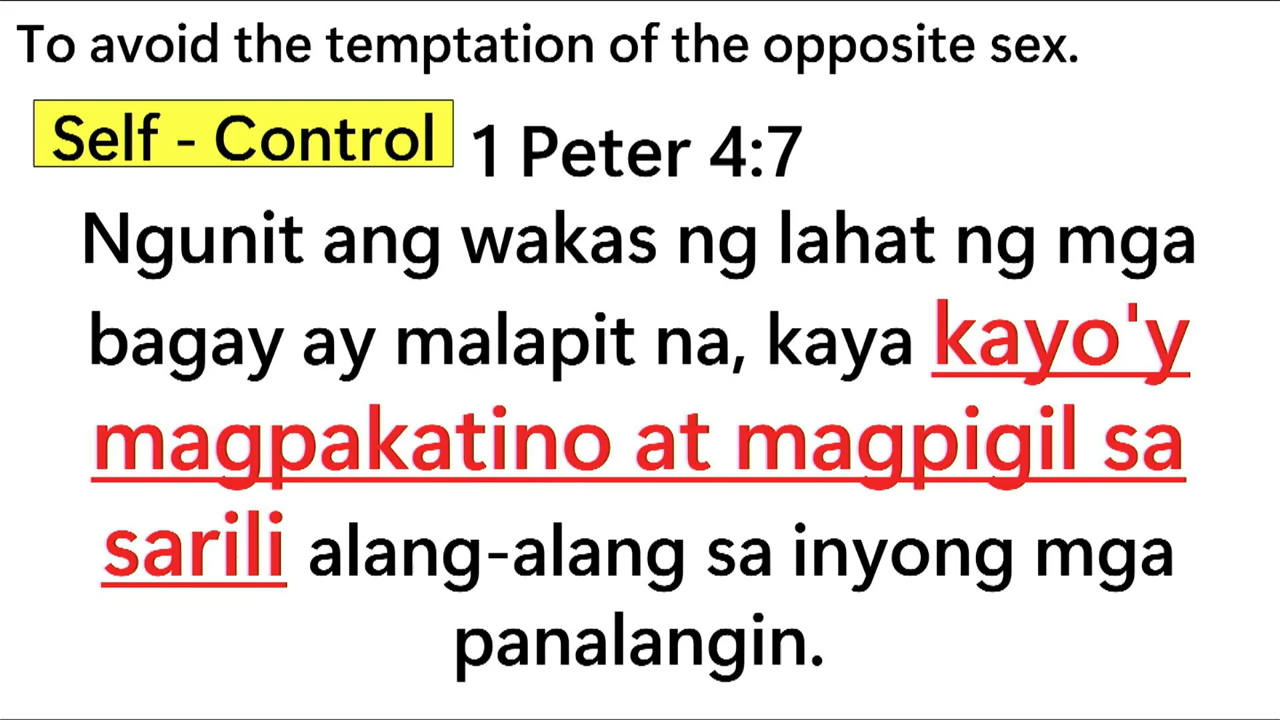 To avoid the temptation of the opposite sex.
Self - Control 1 Peter 4:7
Ngunit ang wakas ng lahat ng mga
bagay ay malapit na, kaya kayo'y
magpakatino at magpigil sa
sarili alang-alang sa inyong mga
panalangin.